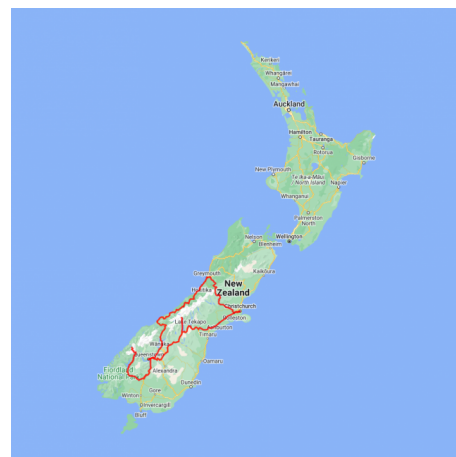 Kerikeri
Whangārei
Mangawhai
Auckland
Hamilton
Tauranga
Rotorua
Gisborne
New Plymouth
Te Ika-a-Māui
/ North Island
Napier
Whanganui
Palmerston
North
Nelson
Wellington
Blenheim
Kaikōura
Greymouth
Hokitika
New
Zealand
Christchurch
Rolleston
Lake Tekapo
Ashburton
Timaru
Wānaka
Queenstown
Oamaru
Fiordland
National Park
Alexandra
Dunedin
Gore
Winton
Invercargill
Bluff